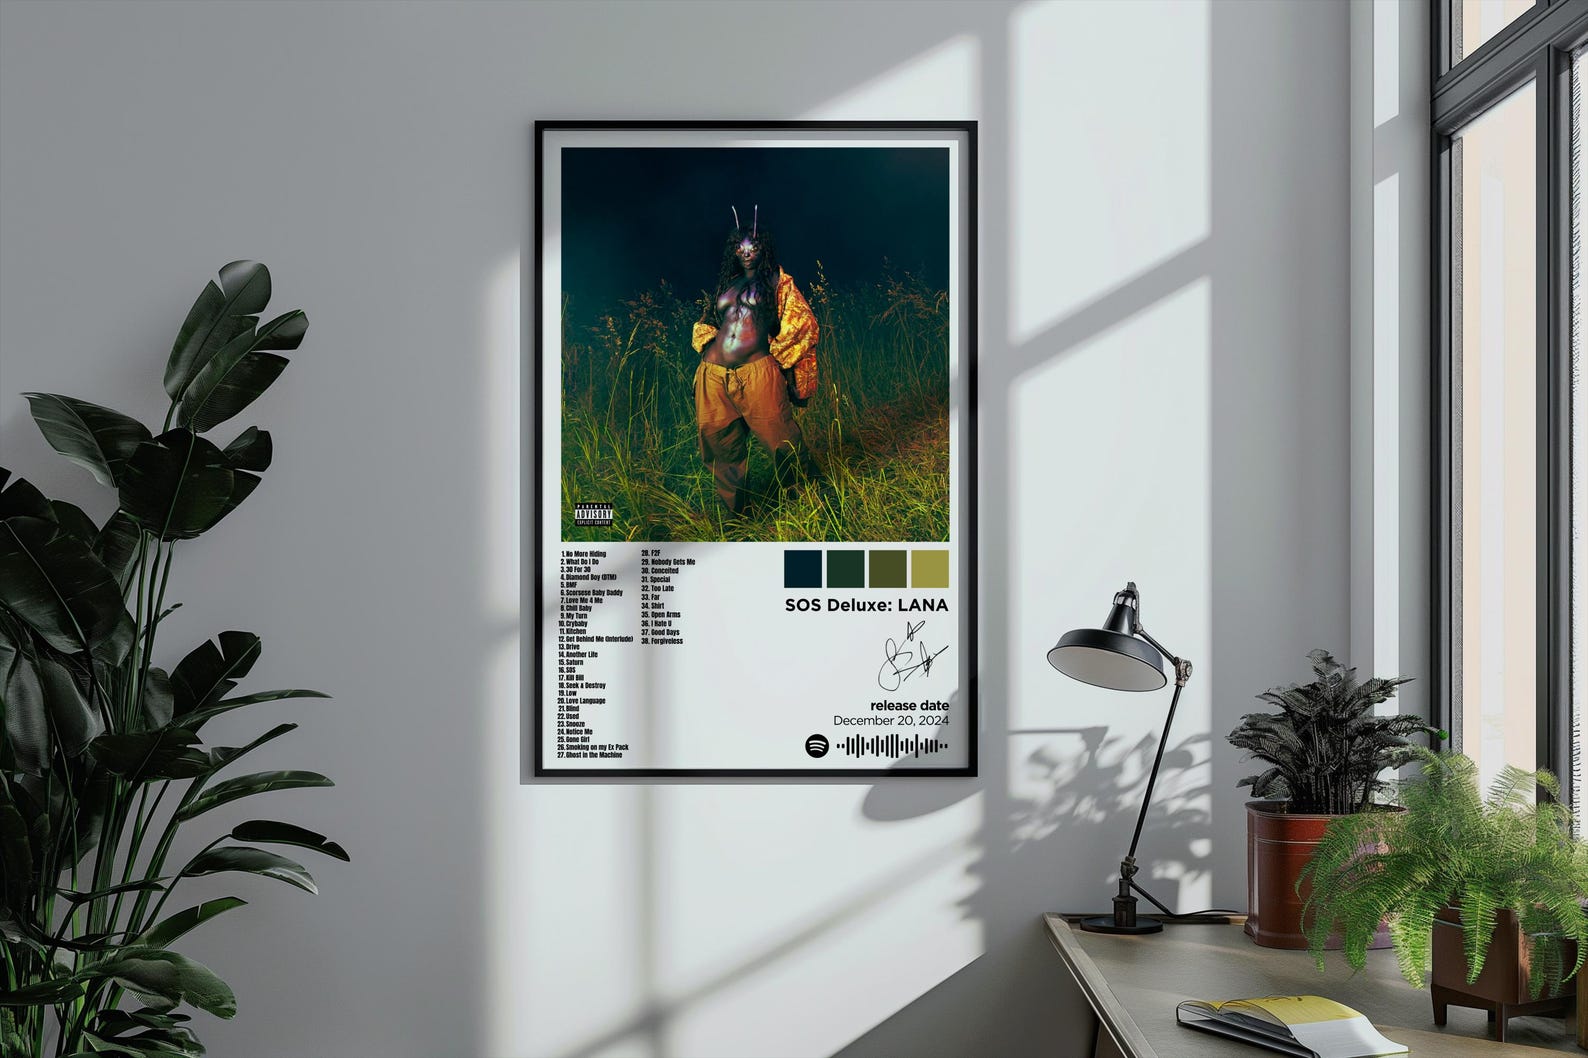 PARENTAL
ADVISORY
EXPLICIT CONTENT
1. No More Hiding
2. What Do I Do
3. 30 For 30
4. Diamond Boy (DTM)
5. BMF
6. Scorsese Baby Daddy
7. Love Me 4 Me
8. Chill Baby
9. My Turn
10. Crybaby
11. Kitchen
12. Get Behind Me (Interlude)
13. Drive
14. Another Life
15. Saturn
16. SOS
17. Kill Bill
18. Seek & Destroy
19. Low
20. Love Language
21. Blind
22. Used
23. Snooze
24. Notice Me
25. Gone Girl
26. Smoking on my Ex Pack
27. Ghost in the Machine
28. F2F
29. Nobody Gets Me
30. Conceited
31. Special
32. Too Late
33. Far
34. Shirt
35. Open Arms
36. I Hate U
37. Good Days
38. Forgiveless
SOS Deluxe: LANA
release date
December 20, 2024